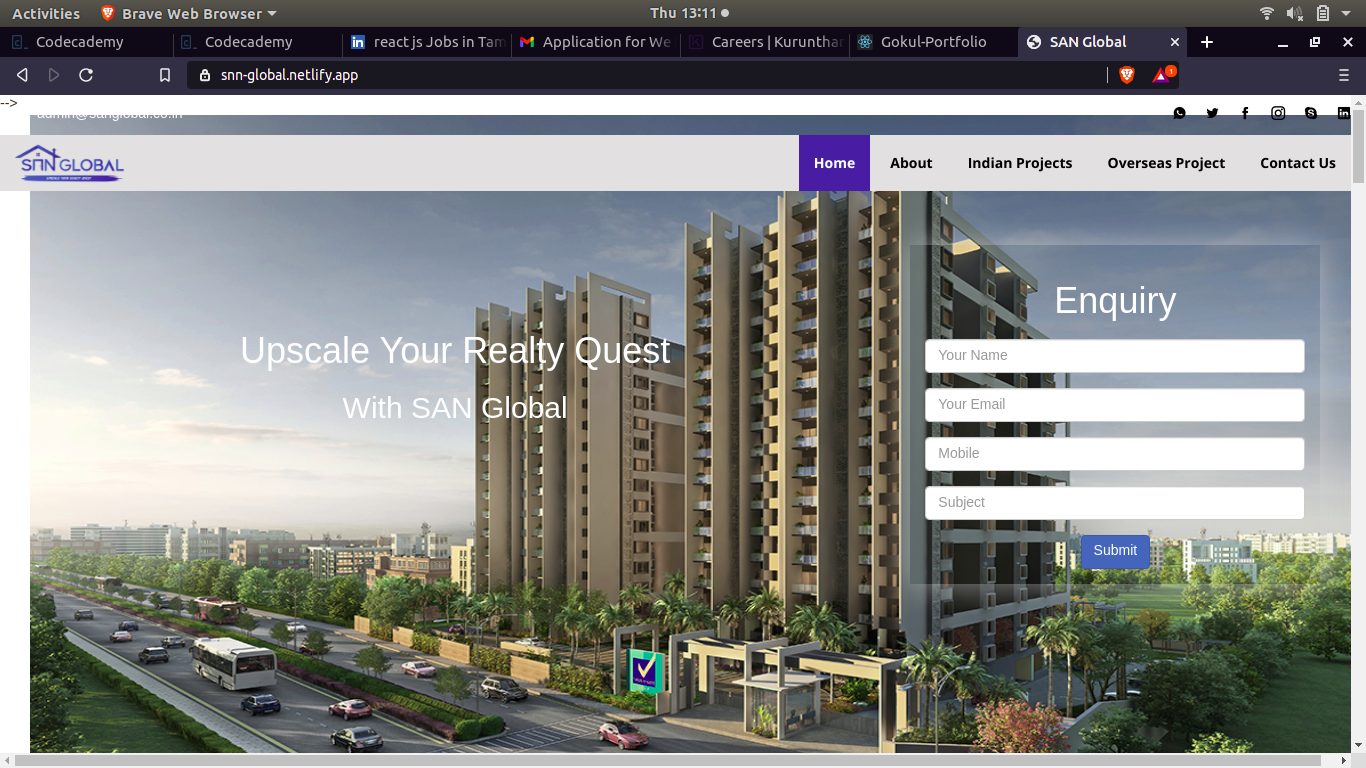 Activities
Brave Web Browser
Thu 13:11
Codecademy
Codecademy
react js Jobs in Tam
Application for We
Careers | Kurunthar
Gokul-Portfolio
SAN Global
snn-global.netlify.app
1
-->
admin@sanglobal.co.in
SAN GLOBAL
Home
About
Indian Projects
Overseas Project
Contact Us
Enquiry
Upscale Your Realty Quest
With SAN Global
Your Name
Your Email
Mobile
Subject
Submit